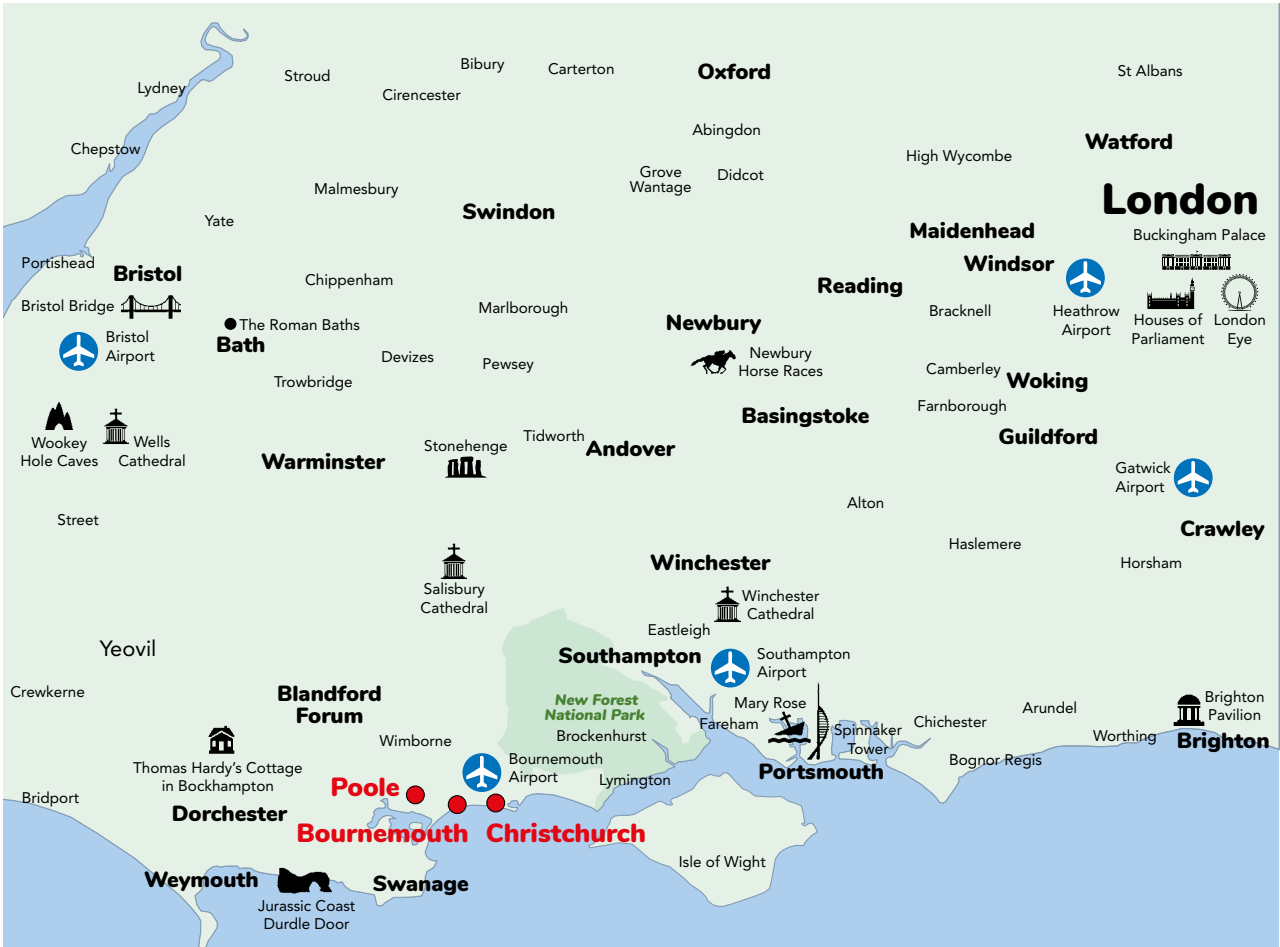 Lydney
Stroud
Bibury
Carterton
Cirencester
Oxford
St Albans
Chepstow
Abingdon
Watford
High Wycombe
Grove
Wantage
Didcot
Malmesbury
Swindon
London
Yate
Maidenhead
Buckingham Palace
Portishead
Bristol
Windsor
Chippenham
Reading
Bristol Bridge
Marlborough
Bracknell
Heathrow
Airport
Houses of
Parliament
London
Eye
The Roman Baths
Newbury
Bristol
Airport
Bath
Devizes
Pewsey
Newbury
Horse Races
Trowbridge
Camberley
Woking
Farnborough
Basingstoke
Wookey
Hole Caves
Wells
Cathedral
Stonehenge
Tidworth
Andover
Guildford
Warminster
Gatwick
Airport
Street
Alton
Crawley
Haslemere
Winchester
Horsham
Salisbury
Cathedral
Winchester
Cathedral
Eastleigh
Yeovil
Southampton
Southampton
Airport
Crewkerne
Blandford
Forum
New Forest
National Park
Mary Rose
Brockenhurst
Fareham
Spinnaker
Tower
Chichester
Arundel
Brighton
Pavilion
Wimborne
Worthing
Brighton
Bournemouth
Airport
Bognor Regis
Thomas Hardy's Cottage
in Bockhampton
Portsmouth
Lymington
Poole
Bridport
Dorchester
Bournemouth
Christchurch
Isle of Wight
Weymouth
Swanage
Jurassic Coast
Durdle Door